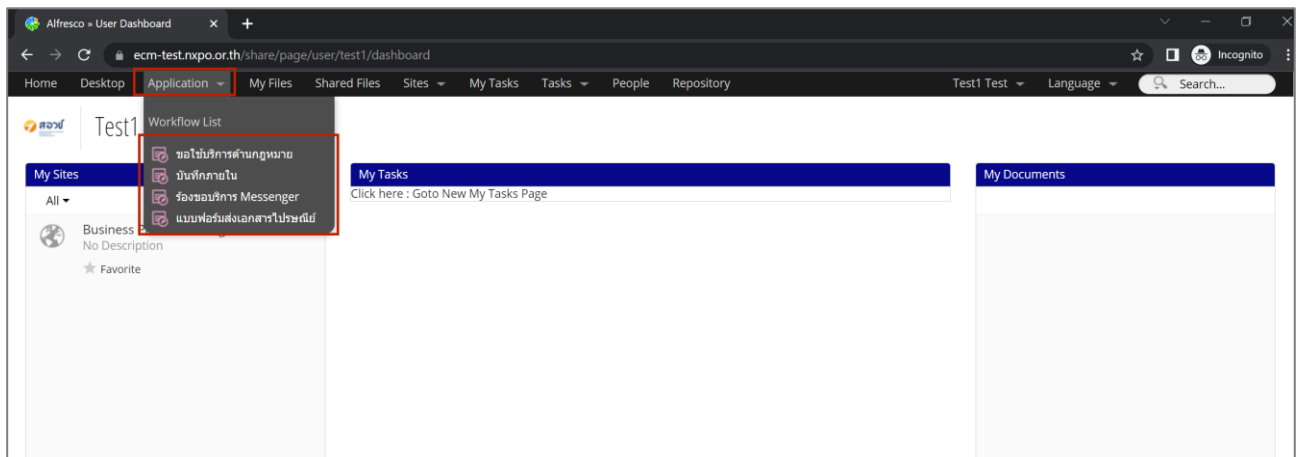 Alfresco » User Dashboard
ecm-test.nxpo.or.th/share/page/user/test1/dashboard
Incognito
Home Desktop Application My Files Shared Files Sites My Tasks Tasks People Repository Test1 Test Language Search...
สอวช
Test1
Workflow List
ขอใช้บริการด้านกฎหมาย
บันทึกภายใน
ร้องขอบริการ Messenger
แบบฟอร์มส่งเอกสารไปรษณีย์
My Sites
All
Business
No Description
Favorite
My Tasks
Click here : Goto New My Tasks Page
My Documents